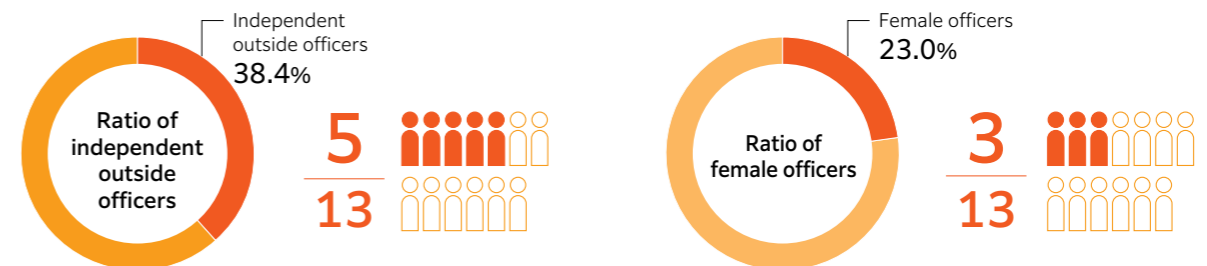 Independent
outside officers
38.4%
Ratio of
independent
outside
officers
5
13
Female officers
23.0%
Ratio of
female officers
3
13